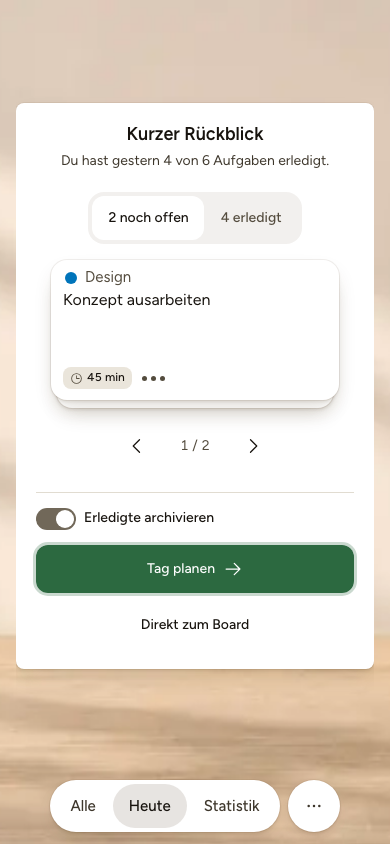 Kurzer Rückblick
Du hast gestern 4 von 6 Aufgaben erledigt.
2 noch offen 4 erledigt
Design
Konzept ausarbeiten
45 min
1 / 2
Erledigte archivieren
Tag planen
Direkt zum Board
Alle Heute Statistik